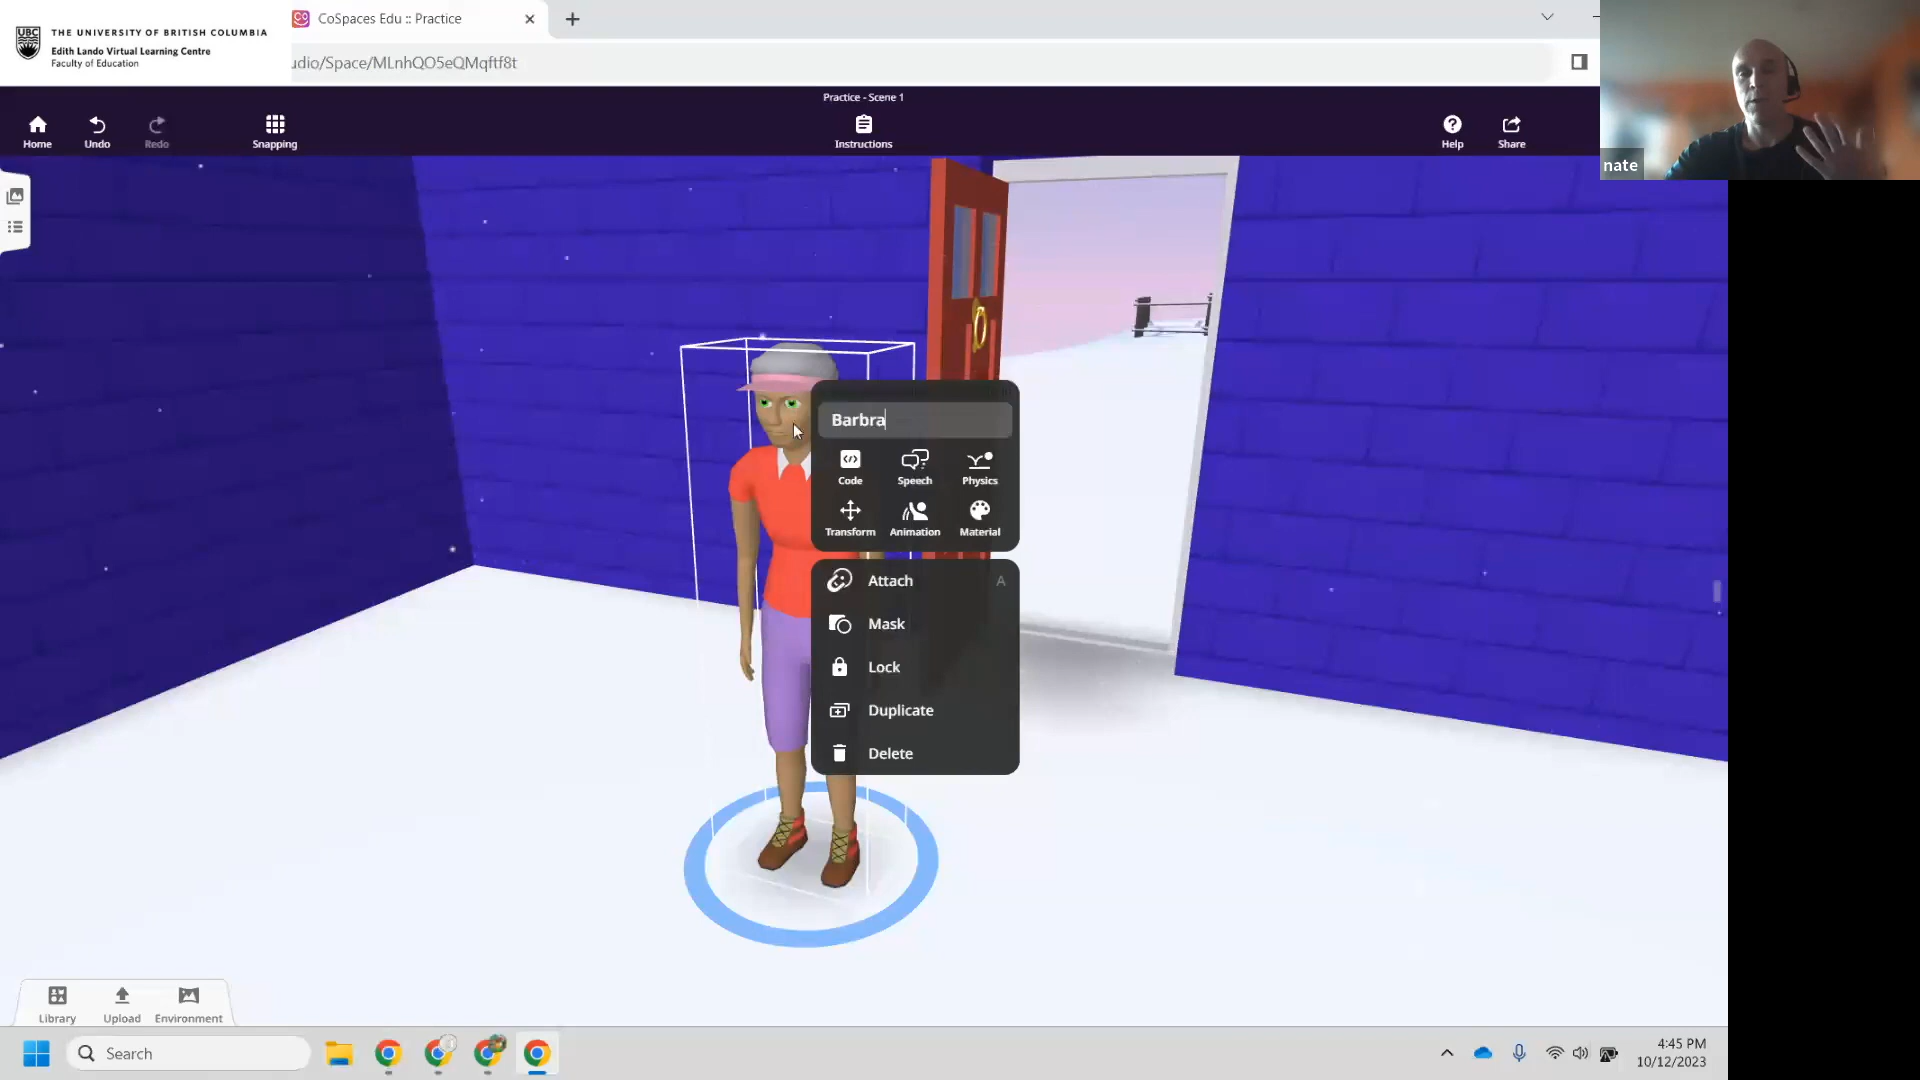 THE UNIVERSITY OF BRITISH COLUMBIA
UBC
Edith Lando Virtual Learning Centre
Faculty of Education
CoSpaces Edu :: Practice
udio/Space/MLnhQO5eQMqftf8t
nate
Practice - Scene 1
Home
Undo
Redo
Snapping
Instructions
Help
Share
Barbra
Code
Speech
Physics
Transform
Animation
Material
Attach A
Mask
Lock
Duplicate
Delete
Library
Upload
Environment
Search
4:45 PM
10/12/2023